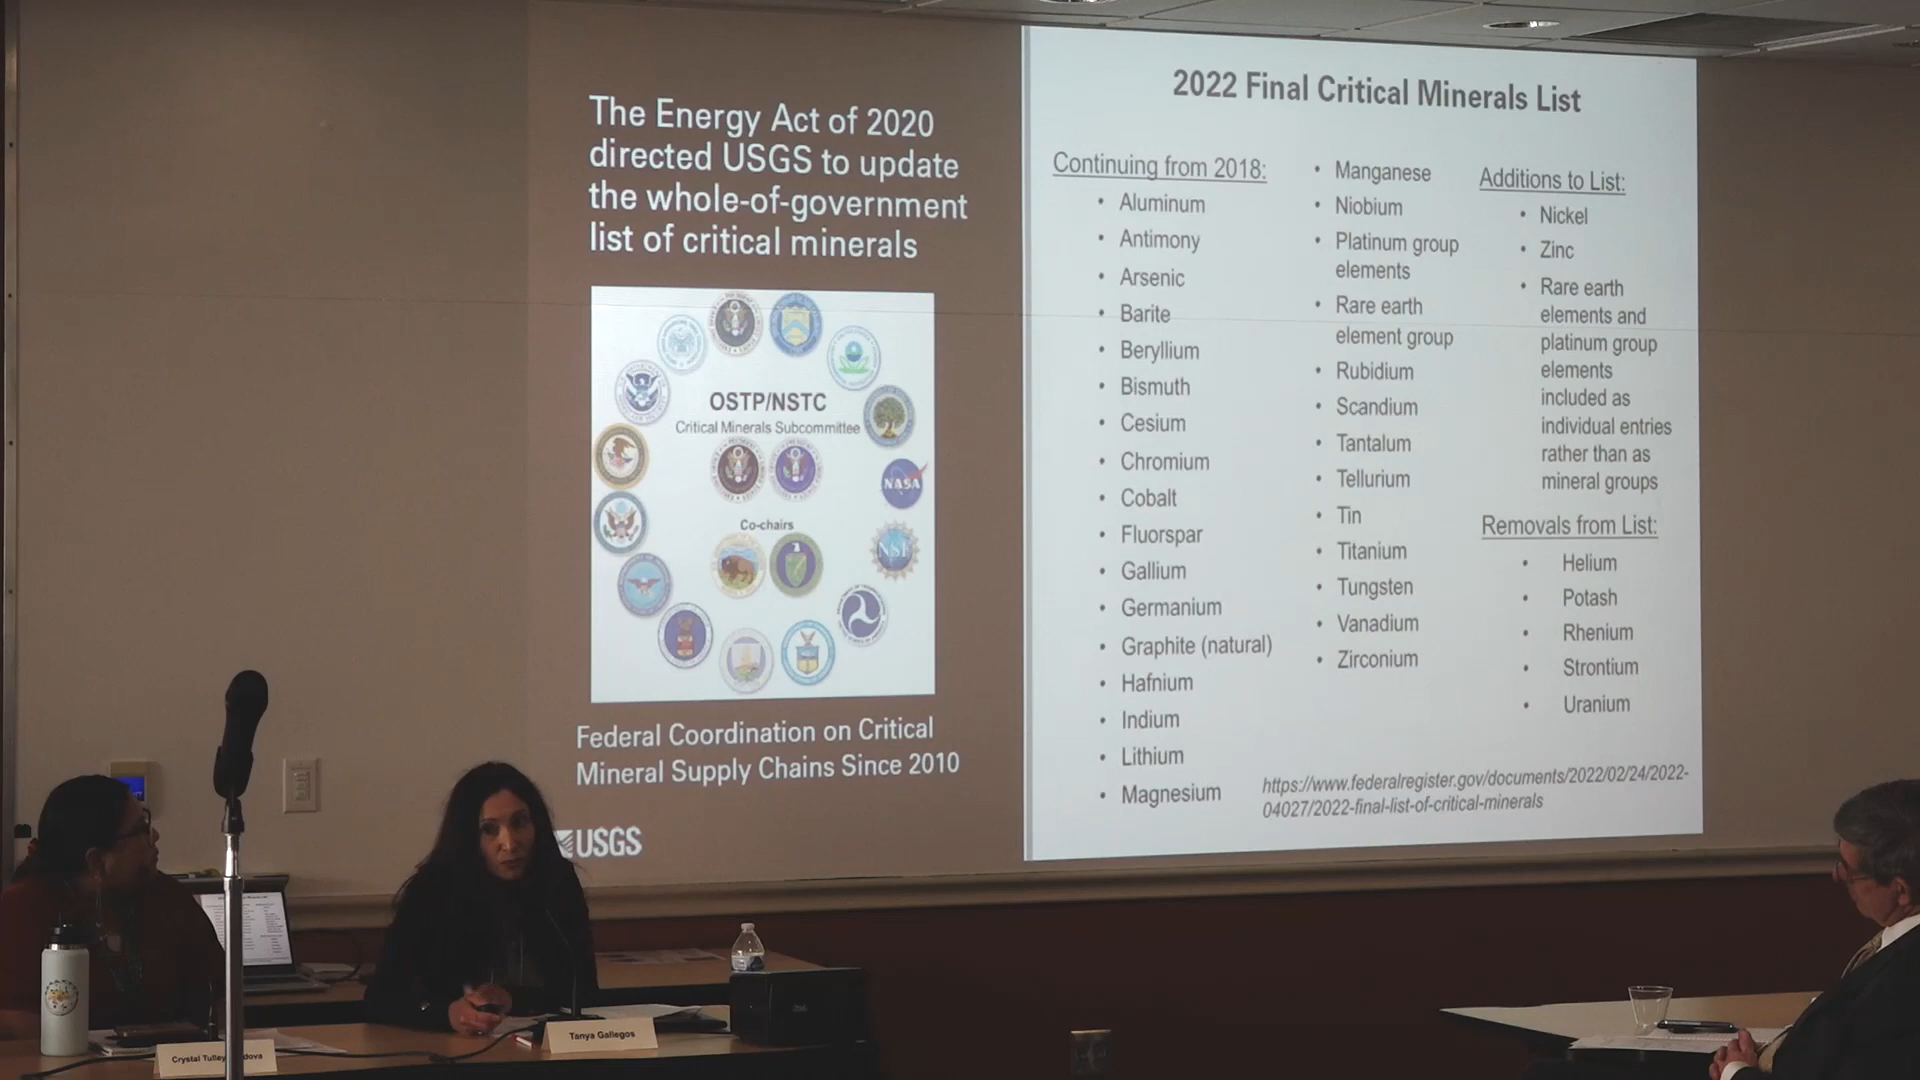 The Energy Act of 2020
directed USGS to update
the whole-of-government
list of critical minerals
OSTP/NSTC
Critical Minerals Subcommittee
NASA
Co-chairs
NSF
Federal Coordination on Critical
Mineral Supply Chains Since 2010
USGS
2022 Final Critical Minerals List
Continuing from 2018:
• Aluminum
• Antimony
• Arsenic
• Barite
• Beryllium
• Bismuth
• Cesium
• Chromium
• Cobalt
• Fluorspar
• Gallium
• Germanium
• Graphite (natural)
• Hafnium
• Indium
• Lithium
• Magnesium
• Manganese
• Niobium
• Platinum group
elements
• Rare earth
element group
• Rubidium
• Scandium
• Tantalum
• Tellurium
• Tin
• Titanium
• Tungsten
• Vanadium
• Zirconium
Additions to List:
• Nickel
• Zinc
• Rare earth
elements and
platinum group
elements
included as
individual entries
rather than as
mineral groups
Removals from List:
• Helium
• Potash
• Rhenium
• Strontium
• Uranium
https://www.federalregister.gov/documents/2022/02/24/2022-
04027/2022-final-list-of-critical-minerals
Crystal
Tanya Gallegos